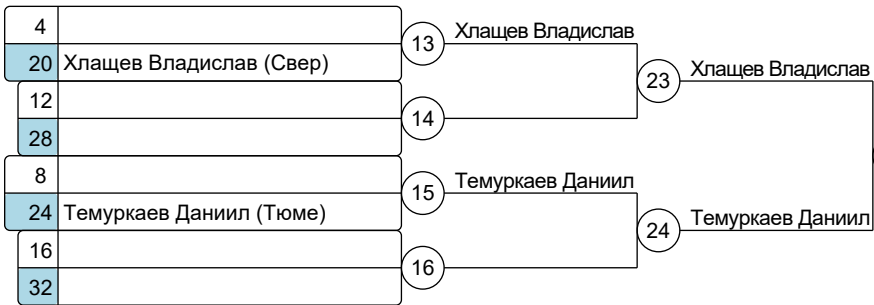 4
13 Хлащев Владислав
20 Хлащев Владислав (Свер)
23 Хлащев Владислав
12
14
28
8
15 Темуркаев Даниил
24 Темуркаев Даниил (Тюме)
24 Темуркаев Даниил
16
16
32